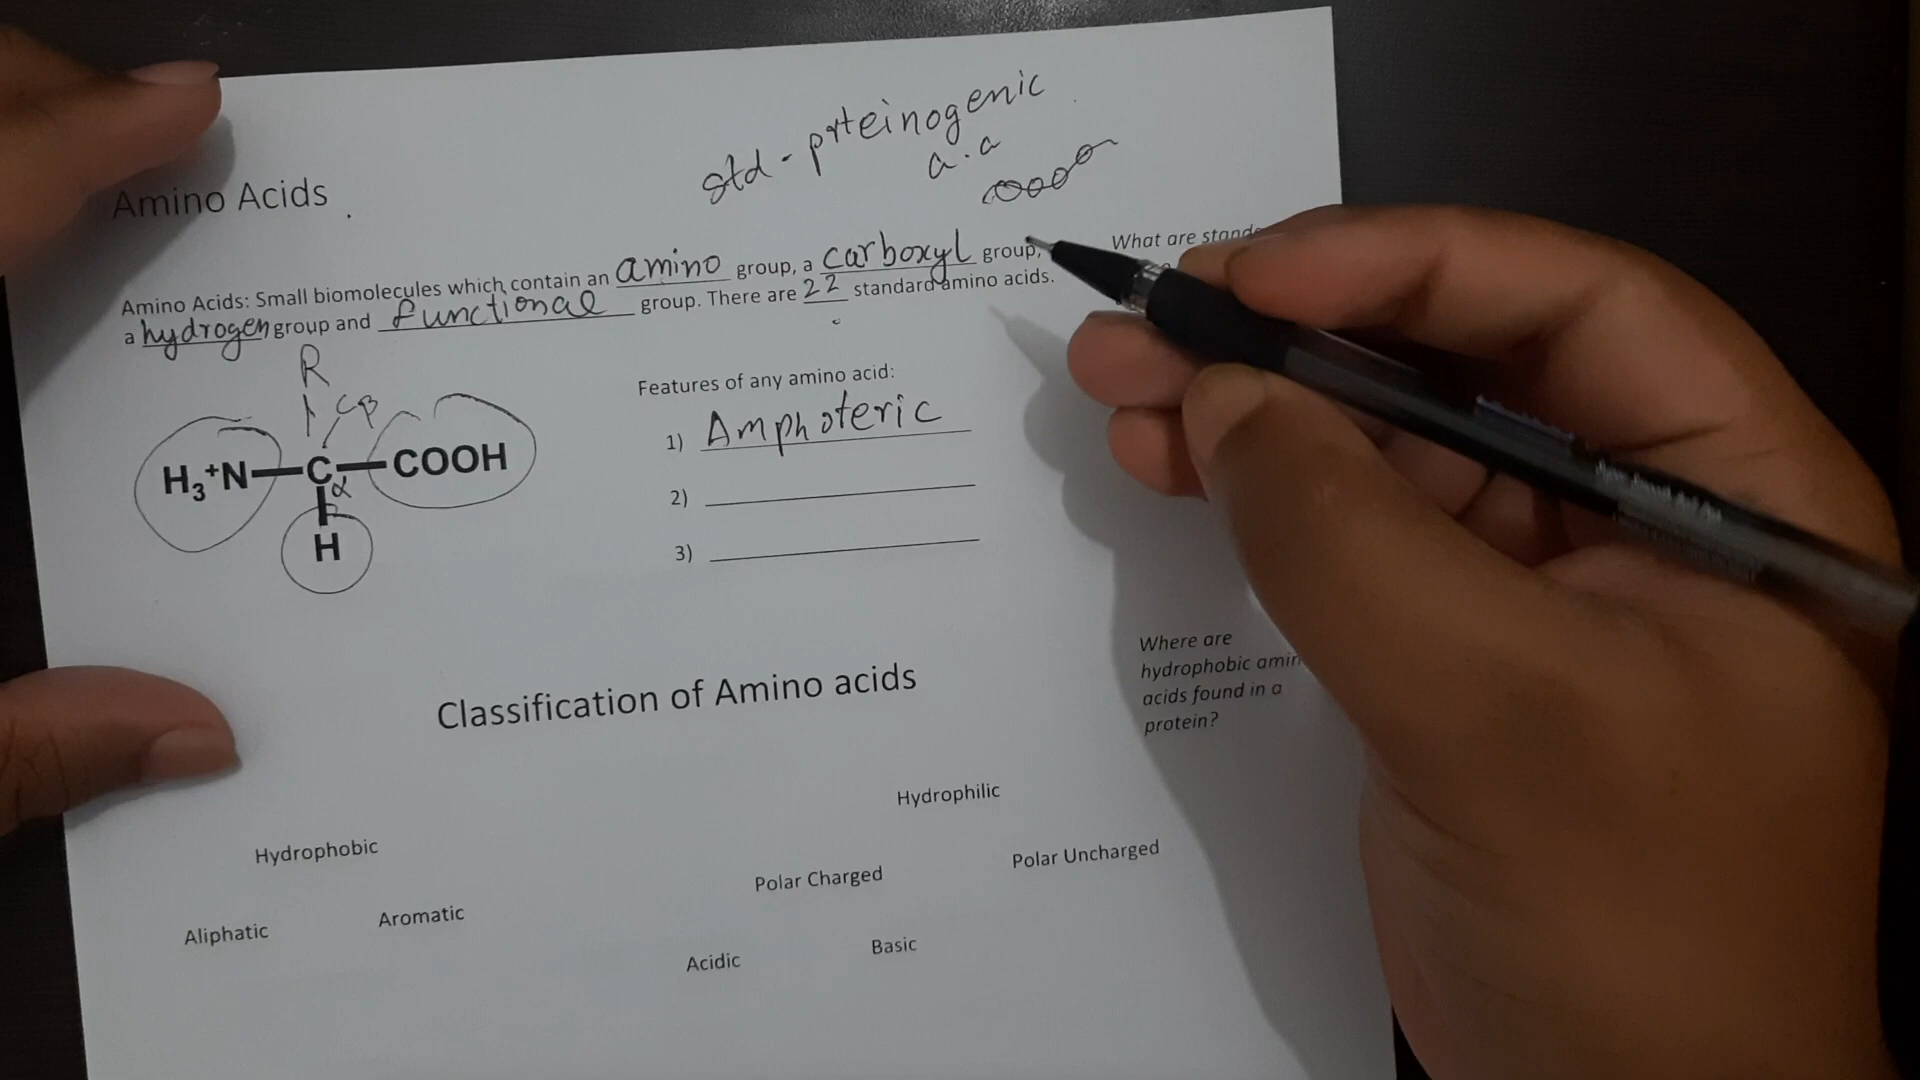 std - prteinogenic
a.a
Amino Acids
What are
Amino Acids: Small biomolecules which contain an amino group, a carboxyl group,
a hydrogen group and functional group. There are 22 standard amino acids.
R
Cβ
H3+N—C—COOH
α
H
Features of any amino acid:
1) Amphoteric
2)
3)
Where are
hydrophobic
acids found in a
protein?
Classification of Amino acids
Hydrophilic
Hydrophobic
Polar Charged
Polar Uncharged
Aliphatic
Aromatic
Acidic
Basic